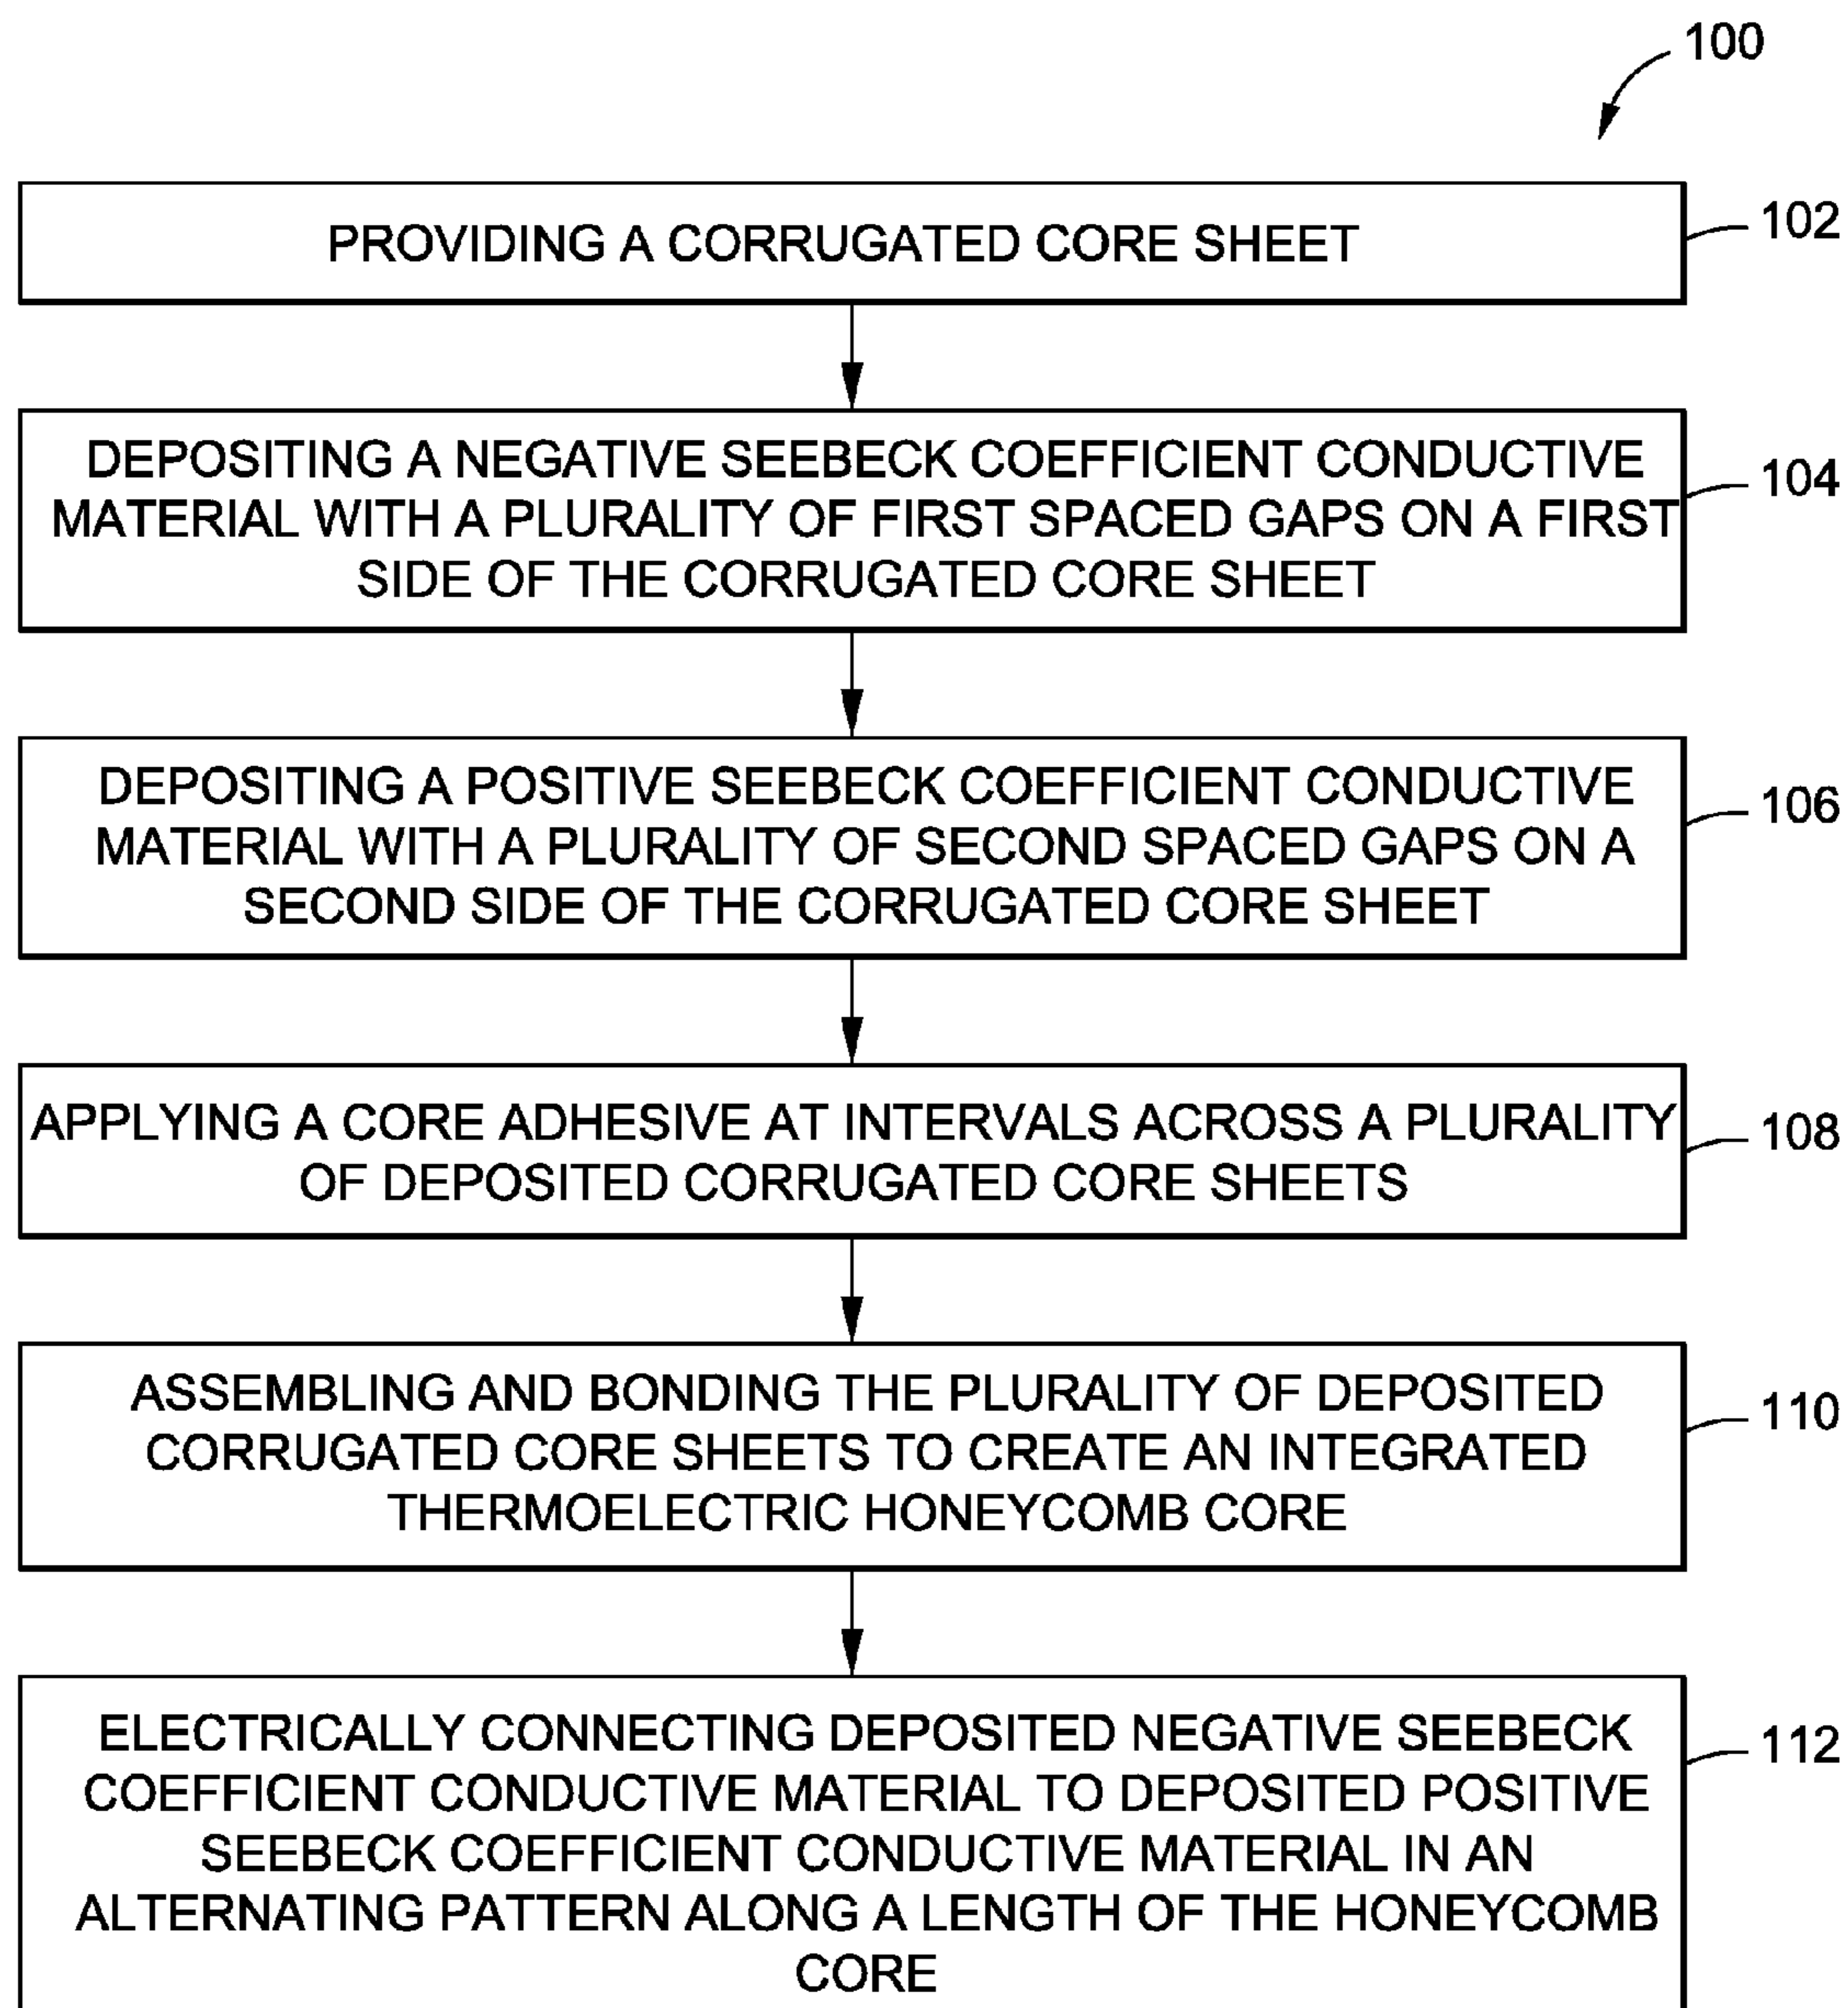 100
PROVIDING A CORRUGATED CORE SHEET
102
DEPOSITING A NEGATIVE SEEBECK COEFFICIENT CONDUCTIVE
MATERIAL WITH A PLURALITY OF FIRST SPACED GAPS ON A FIRST
SIDE OF THE CORRUGATED CORE SHEET
104
DEPOSITING A POSITIVE SEEBECK COEFFICIENT CONDUCTIVE
MATERIAL WITH A PLURALITY OF SECOND SPACED GAPS ON A
SECOND SIDE OF THE CORRUGATED CORE SHEET
106
APPLYING A CORE ADHESIVE AT INTERVALS ACROSS A PLURALITY
OF DEPOSITED CORRUGATED CORE SHEETS
108
ASSEMBLING AND BONDING THE PLURALITY OF DEPOSITED
CORRUGATED CORE SHEETS TO CREATE AN INTEGRATED
THERMOELECTRIC HONEYCOMB CORE
110
ELECTRICALLY CONNECTING DEPOSITED NEGATIVE SEEBECK
COEFFICIENT CONDUCTIVE MATERIAL TO DEPOSITED POSITIVE
SEEBECK COEFFICIENT CONDUCTIVE MATERIAL IN AN
ALTERNATING PATTERN ALONG A LENGTH OF THE HONEYCOMB
CORE
112